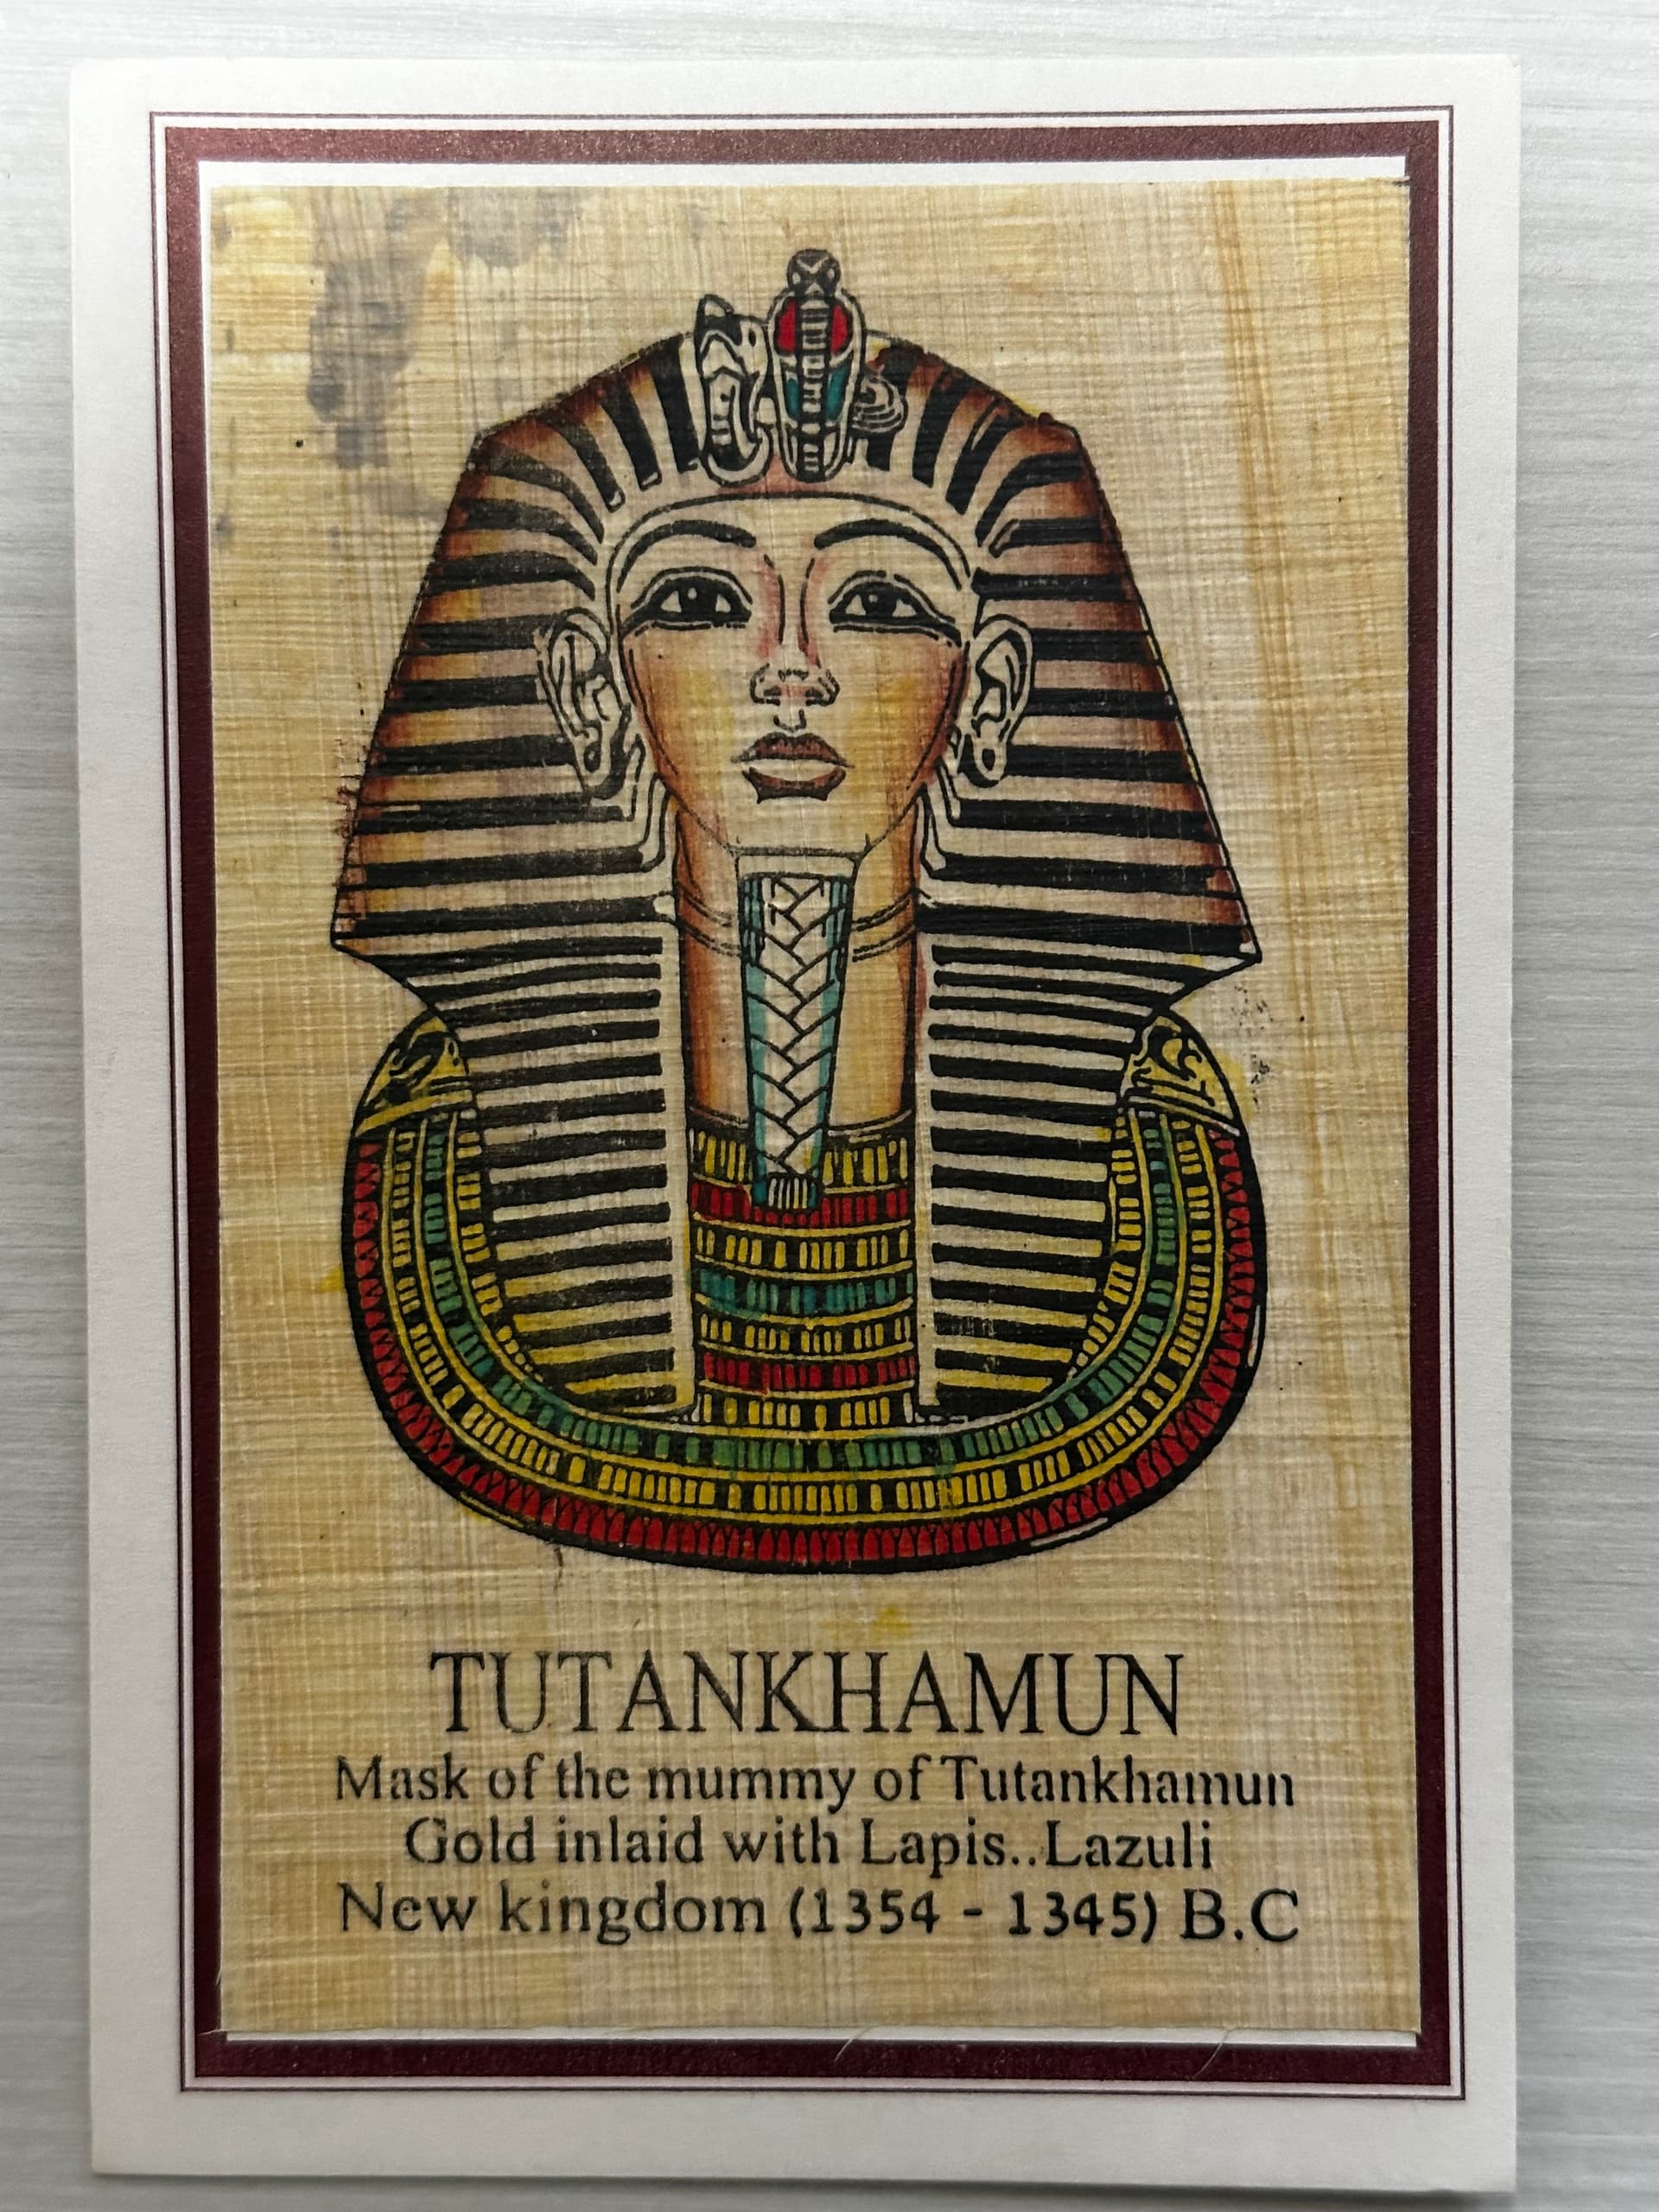 TUTANKHAMUN
Mask of the mummy of Tutankhamun
Gold inlaid with Lapis..Lazuli
New kingdom (1354 - 1345) B.C